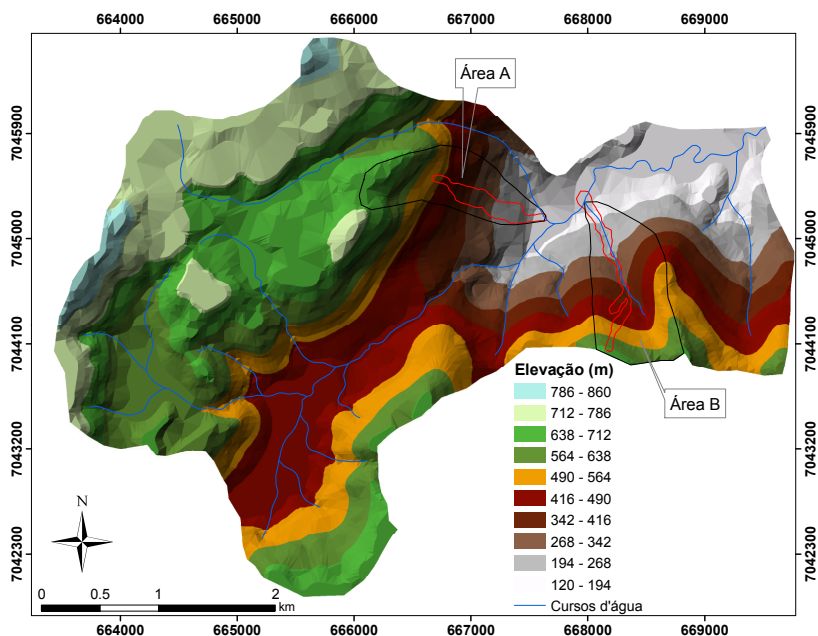 664000 665000 666000 667000 668000 669000
Área A
7045900 7045900
7045000 7045000
7044100 7044100
Elevação (m)
786 - 860
Área B
712 - 786
638 - 712
564 - 638
7043200 7043200
490 - 564
416 - 490
N
342 - 416
268 - 342
7042300 7042300
194 - 268
120 - 194
0 0.5 1 2
km
Cursos d'água
664000 665000 666000 667000 668000 669000